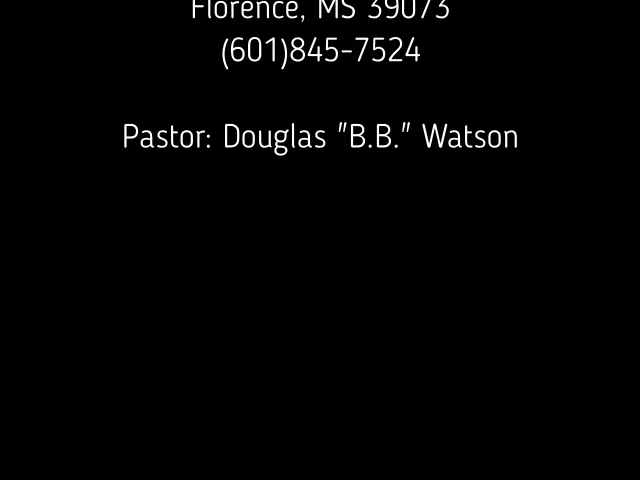 Florence, MS 39073
(601)845-7524
Pastor: Douglas "B.B." Watson